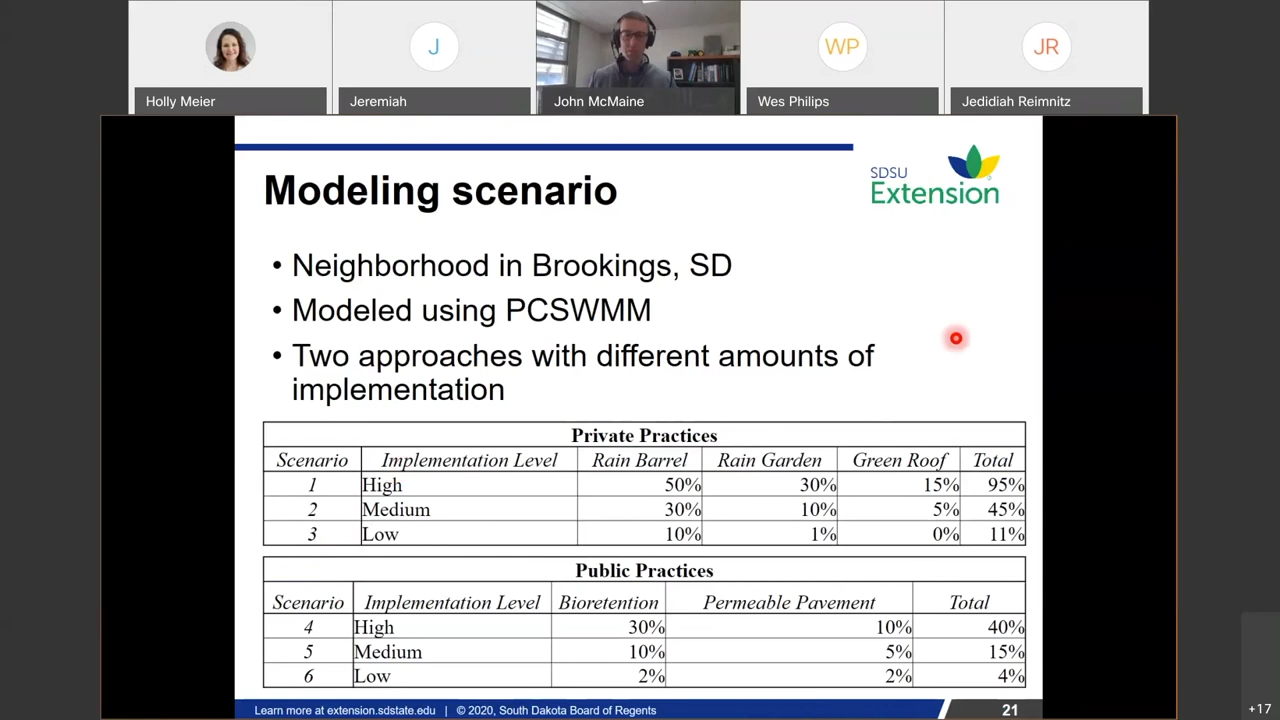 J
WP
JR
Holly Meier
Jeremiah
John McMaine
Wes Philips
Jedidiah Reimnitz
SDSU
Extension
Modeling scenario
• Neighborhood in Brookings, SD
• Modeled using PCSWMM
• Two approaches with different amounts of
implementation
Private Practices
Scenario Implementation Level Rain Barrel Rain Garden Green Roof Total
1 High 50% 30% 15% 95%
2 Medium 30% 10% 5% 45%
3 Low 10% 1% 0% 11%
Public Practices
Scenario Implementation Level Bioretention Permeable Pavement Total
4 High 30% 10% 40%
5 Medium 10% 5% 15%
6 Low 2% 2% 4%
Learn more at extension.sdstate.edu | © 2020, South Dakota Board of Regents 21
+17